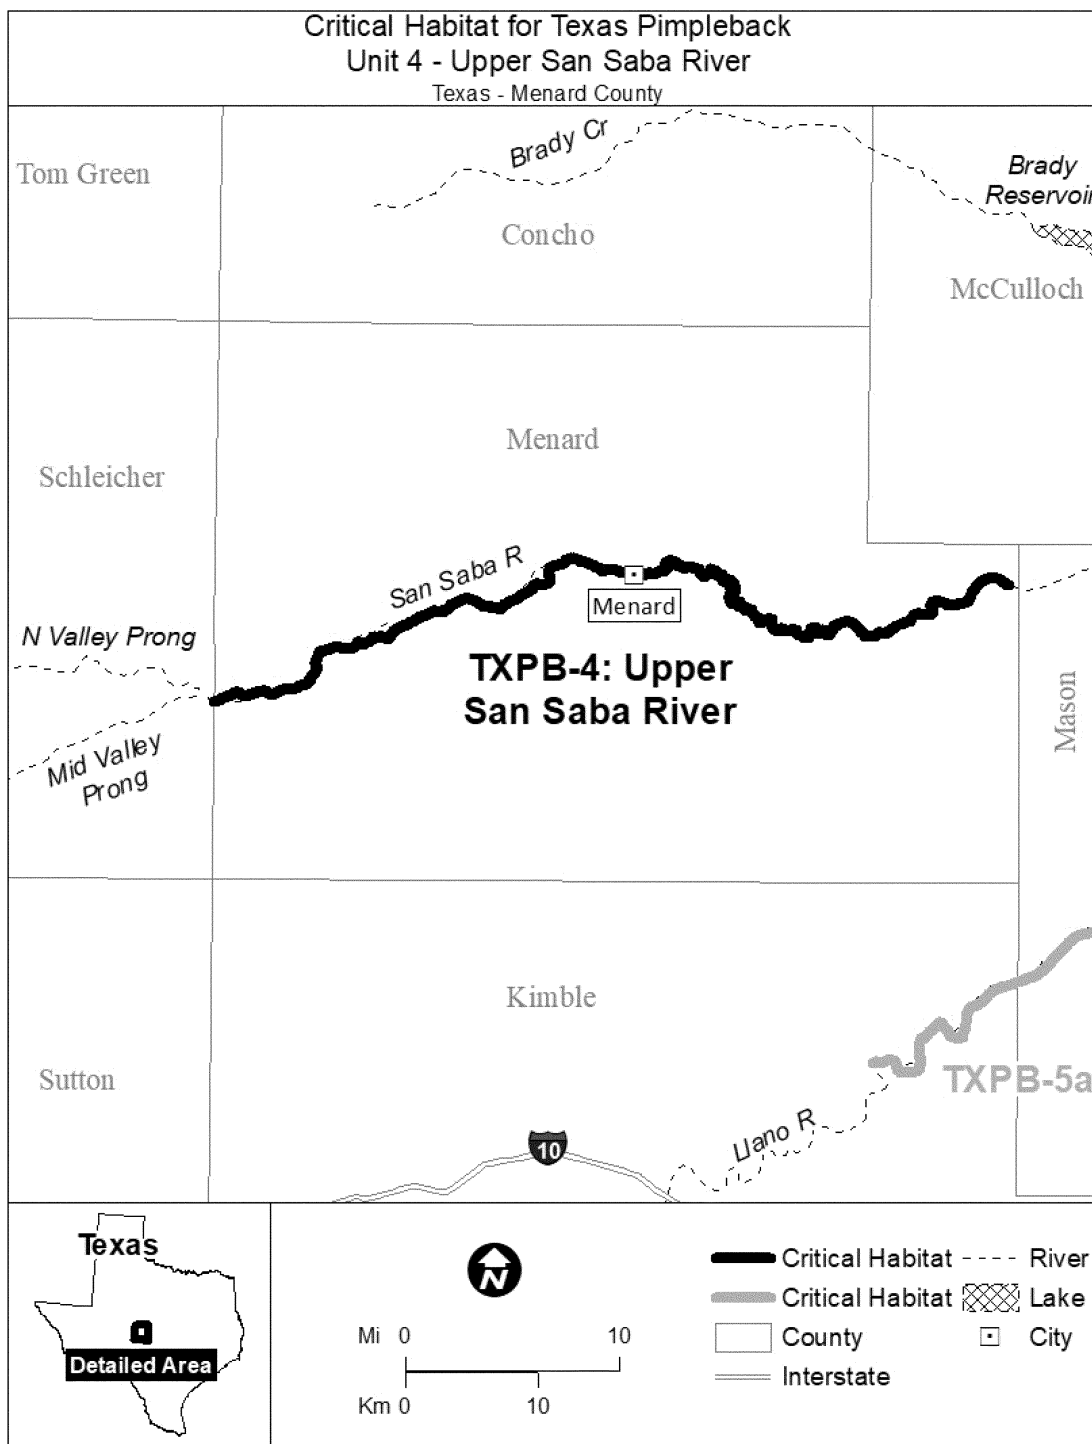 Critical Habitat for Texas Pimpleback
Unit 4 - Upper San Saba River
Texas - Menard County
Brady Cr
Tom Green
Brady
Reservoir
Concho
McCulloch
Menard
Schleicher
San Saba R
Menard
N Valley Prong
TXPB-4: Upper
San Saba River
Mason
Mid Valley
Prong
Kimble
Sutton
TXPB-5a
Llano R
10
Texas
Detailed Area
N
Mi 0 10
Km 0 10
Critical Habitat
River
Critical Habitat
Lake
County
City
Interstate